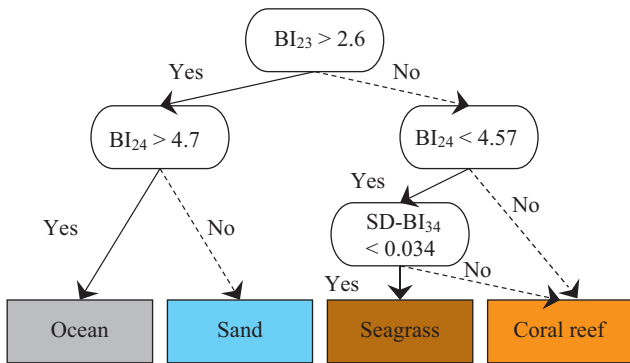 BI₂₃ > 2.6
Yes
No
BI₂₄ > 4.7
BI₂₄ < 4.57
Yes
Yes
No
SD-BI₃₄
< 0.034
No
No
Yes
Ocean
Sand
Seagrass
Coral reef